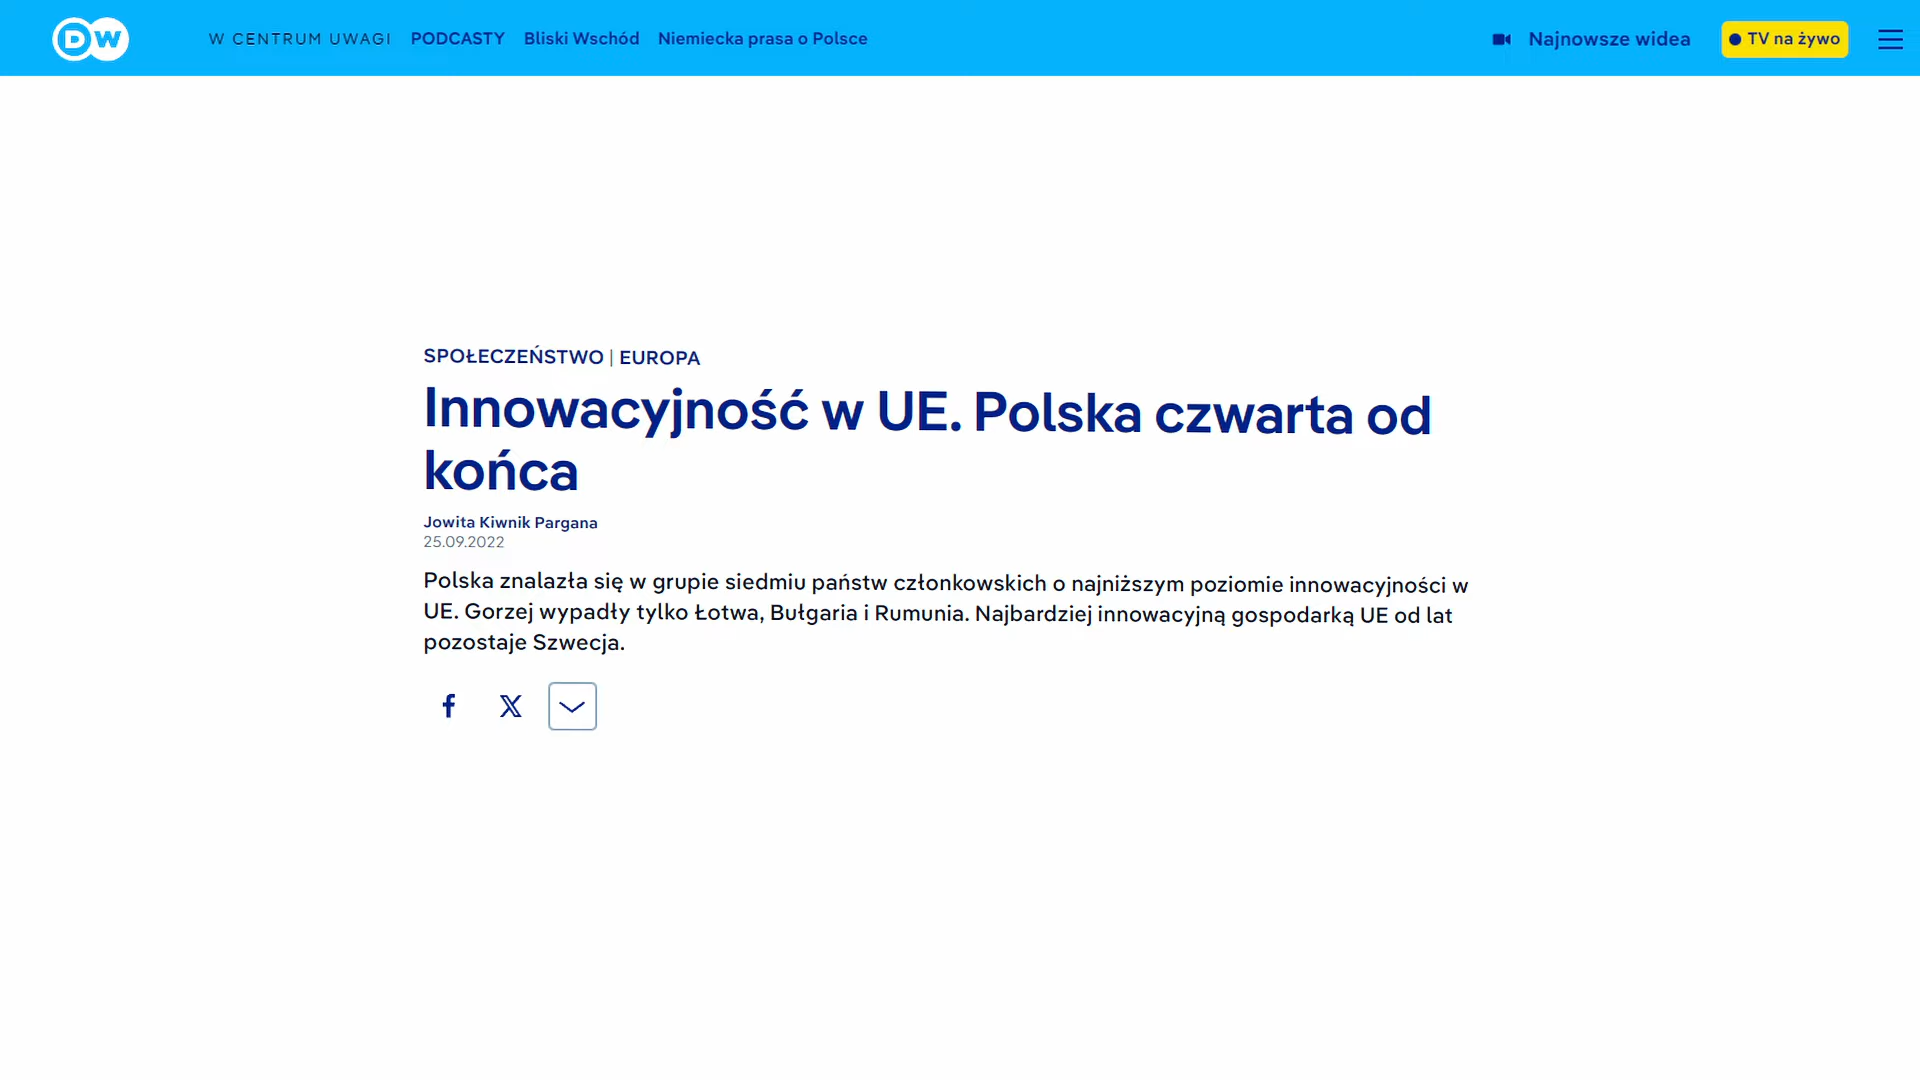 DW
W CENTRUM UWAGI PODCASTY Bliski Wschód Niemiecka prasa o Polsce
Najnowsze widea
TV na żywo
SPOŁECZEŃSTWO | EUROPA
Innowacyjność w UE. Polska czwarta od
końca
Jowita Kiwnik Pargana
25.09.2022
Polska znalazła się w grupie siedmiu państw członkowskich o najniższym poziomie innowacyjności w
UE. Gorzej wypadły tylko Łotwa, Bułgaria i Rumunia. Najbardziej innowacyjną gospodarką UE od lat
pozostaje Szwecja.